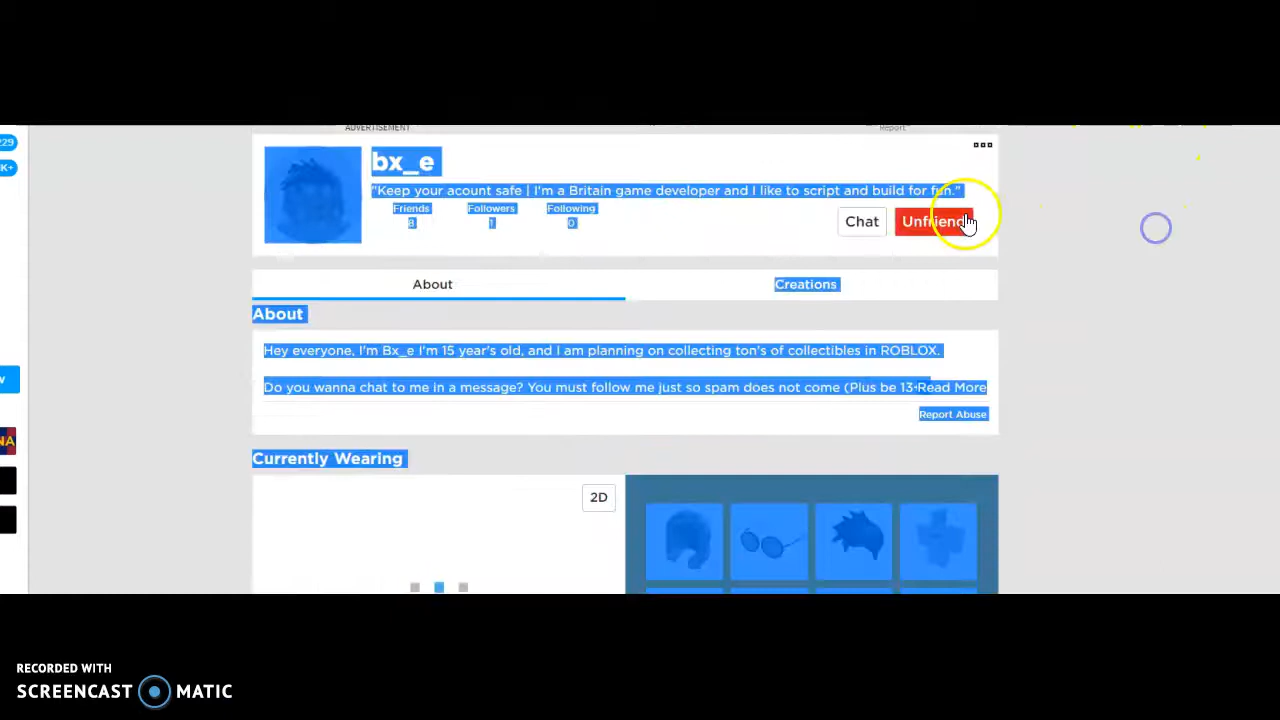 ADVERTISEMENT
Report
229
K+
bx_e
"Keep your acount safe | I'm a Britain game developer and I like to script and build for fun."
Friends
Followers
Following
8
1
0
Chat
Unfriend
About
Creations
About
Hey everyone, I'm Bx_e I'm 15 year's old, and I am planning on collecting ton's of collectibles in ROBLOX.
Do you wanna chat to me in a message? You must follow me just so spam does not come (Plus be 13+Read More
Report Abuse
Currently Wearing
2D
NA
RECORDED WITH
SCREENCAST MATIC